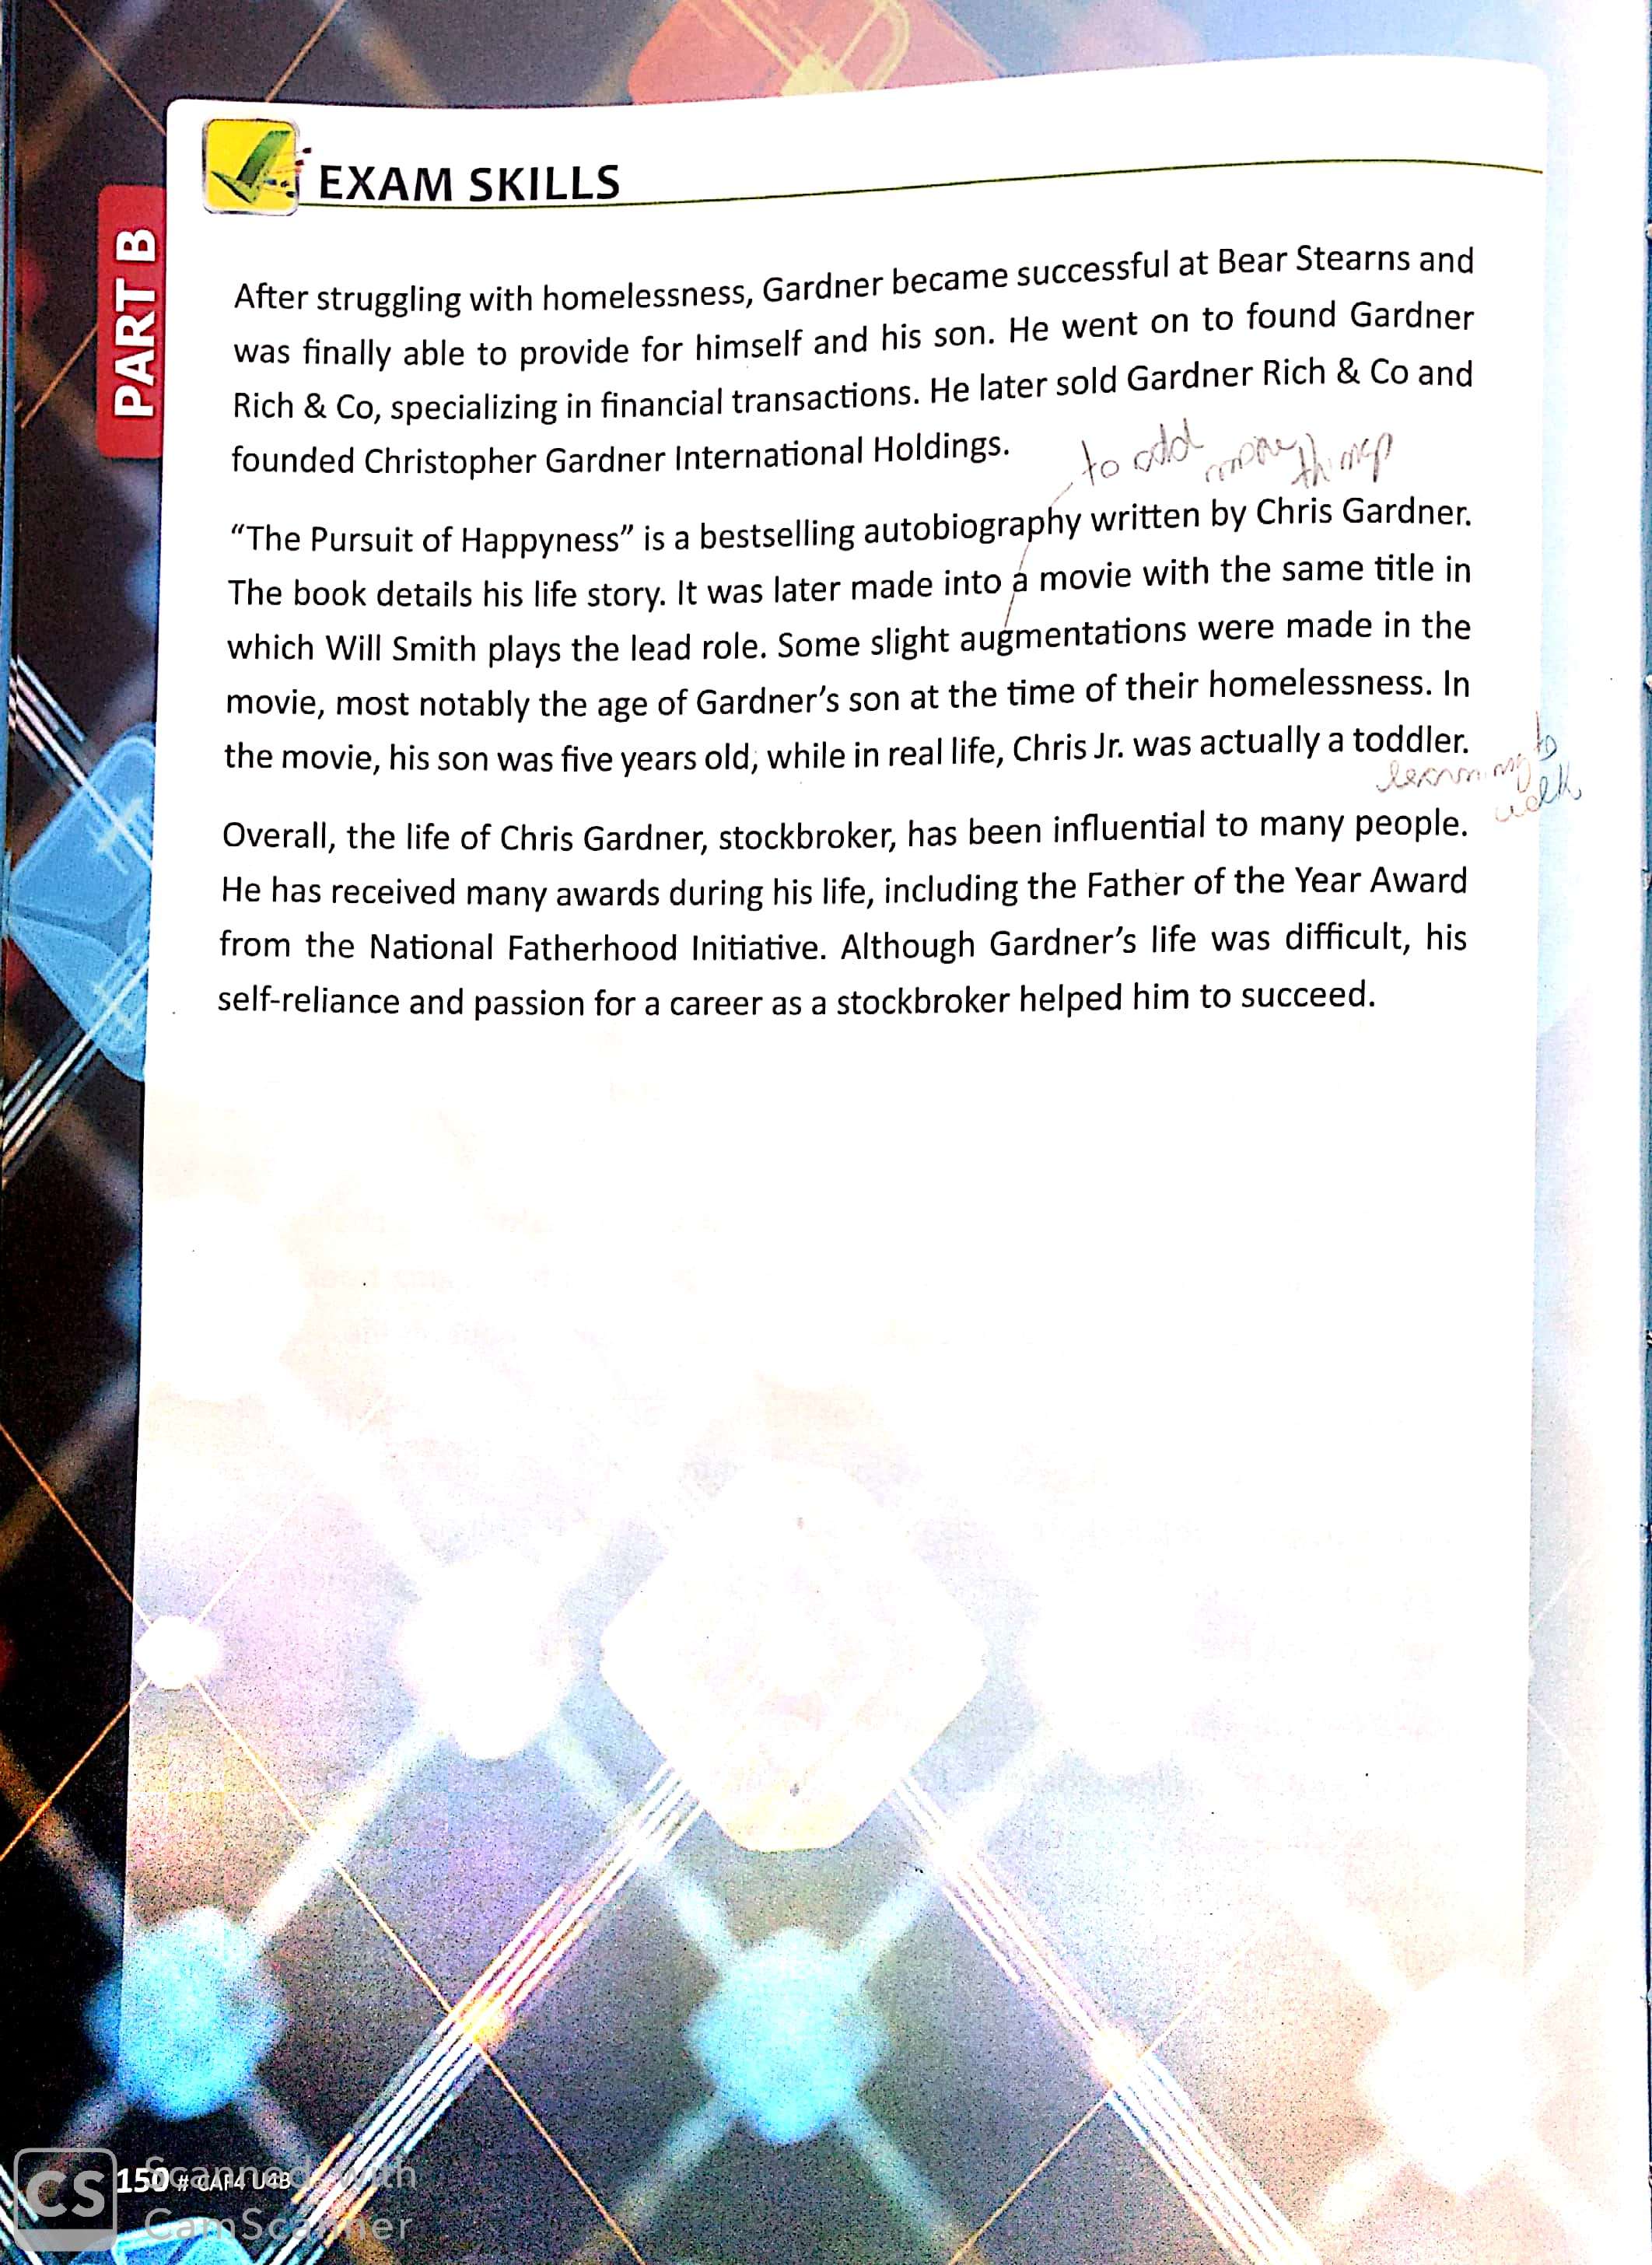 EXAM SKILLS
PART B
After struggling with homelessness, Gardner became successful at Bear Stearns and
was finally able to provide for himself and his son. He went on to found Gardner
Rich & Co, specializing in financial transactions. He later sold Gardner Rich & Co and
founded Christopher Gardner International Holdings.
to add more things
“The Pursuit of Happyness” is a bestselling autobiography written by Chris Gardner.
The book details his life story. It was later made into a movie with the same title in
which Will Smith plays the lead role. Some slight augmentations were made in the
movie, most notably the age of Gardner’s son at the time of their homelessness. In
the movie, his son was five years old, while in real life, Chris Jr. was actually a toddler.
learning to
walk
Overall, the life of Chris Gardner, stockbroker, has been influential to many people.
He has received many awards during his life, including the Father of the Year Award
from the National Fatherhood Initiative. Although Gardner’s life was difficult, his
self-reliance and passion for a career as a stockbroker helped him to succeed.
150 # CAF4 U4B
CS Scanned with
CamScanner